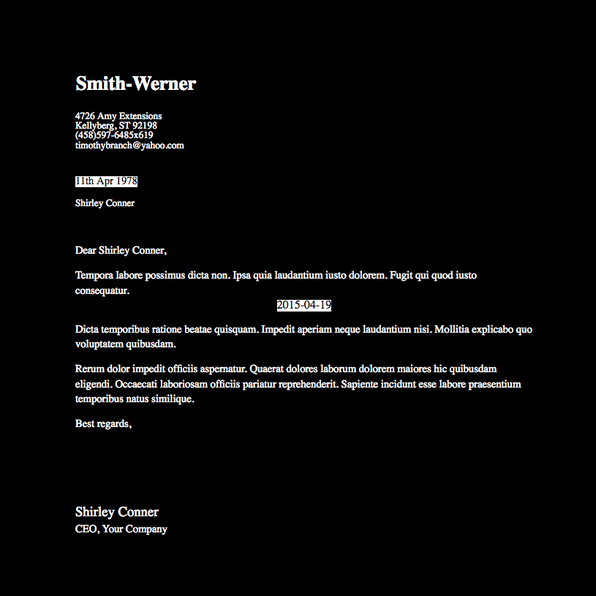 Smith-Werner
4726 Amy Extensions
Kellyberg, ST 92198
(458)597-6485x619
timothybranch@yahoo.com
11th Apr 1978
Shirley Conner
Dear Shirley Conner,
Tempora labore possimus dicta non. Ipsa quia laudantium iusto dolorem. Fugit qui quod iusto
consequatur.
2015-04-19
Dicta temporibus ratione beatae quisquam. Impedit aperiam neque laudantium nisi. Mollitia explicabo quo
voluptatem quibusdam.
Rerum dolor impedit officiis aspernatur. Quaerat dolores laborum dolorem maiores hic quibusdam
eligendi. Occaecati laboriosam officiis pariatur reprehenderit. Sapiente incidunt esse labore praesentium
temporibus natus similique.
Best regards,
Shirley Conner
CEO, Your Company